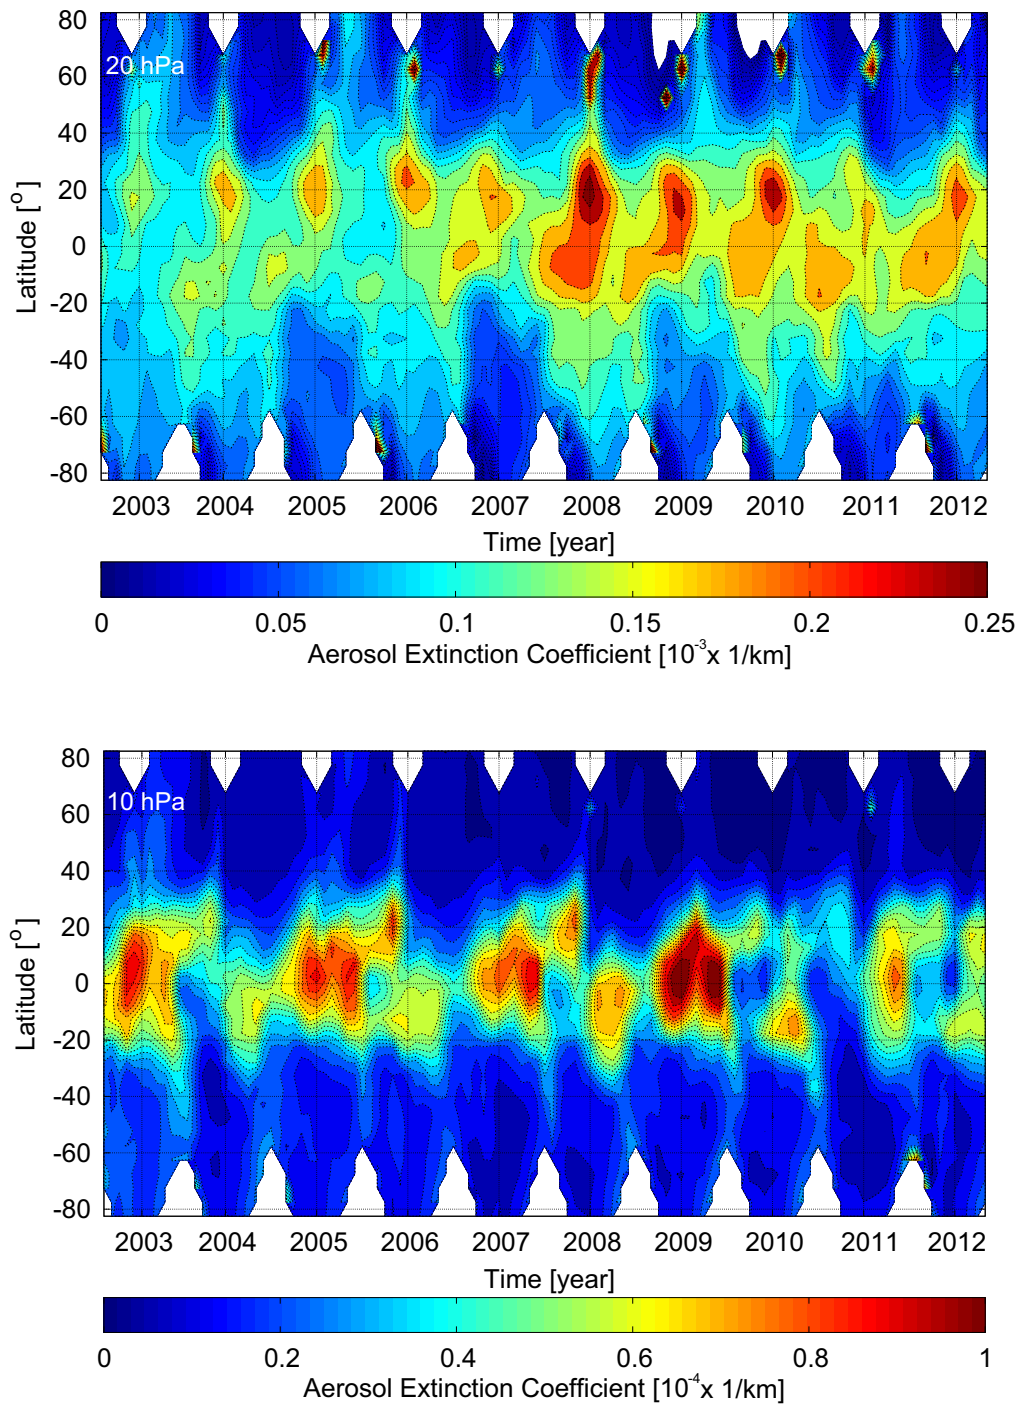 80
20 hPa
60
40
20
0
-20
-40
-60
-80
Latitude [°]
2003 2004 2005 2006 2007 2008 2009 2010 2011 2012
Time [year]
0 0.05 0.1 0.15 0.2 0.25
Aerosol Extinction Coefficient [10⁻³x 1/km]
80
10 hPa
60
40
20
0
-20
-40
-60
-80
Latitude [°]
2003 2004 2005 2006 2007 2008 2009 2010 2011 2012
Time [year]
0 0.2 0.4 0.6 0.8 1
Aerosol Extinction Coefficient [10⁻⁴x 1/km]